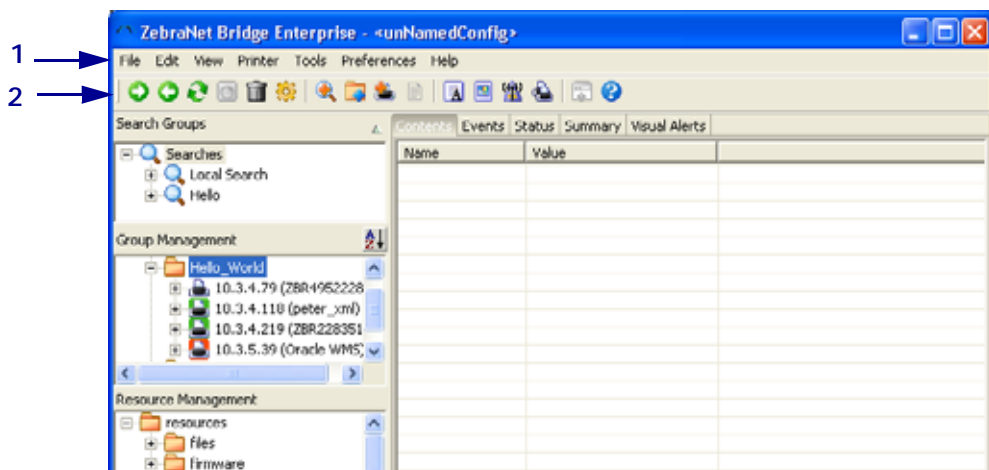 ZebraNet Bridge Enterprise - <unNamedConfig>
1
File Edit View Printer Tools Preferences Help
2
Search Groups
Contents Events Status Summary Visual Alerts
Name Value
Searches
Local Search
Hello
Group Management
Hello_World
10.3.4.79 (ZBR4952228
10.3.4.118 (peter_xml)
10.3.4.219 (ZBR228351
10.3.5.39 (Oracle WMS)
Resource Management
resources
files
firmware